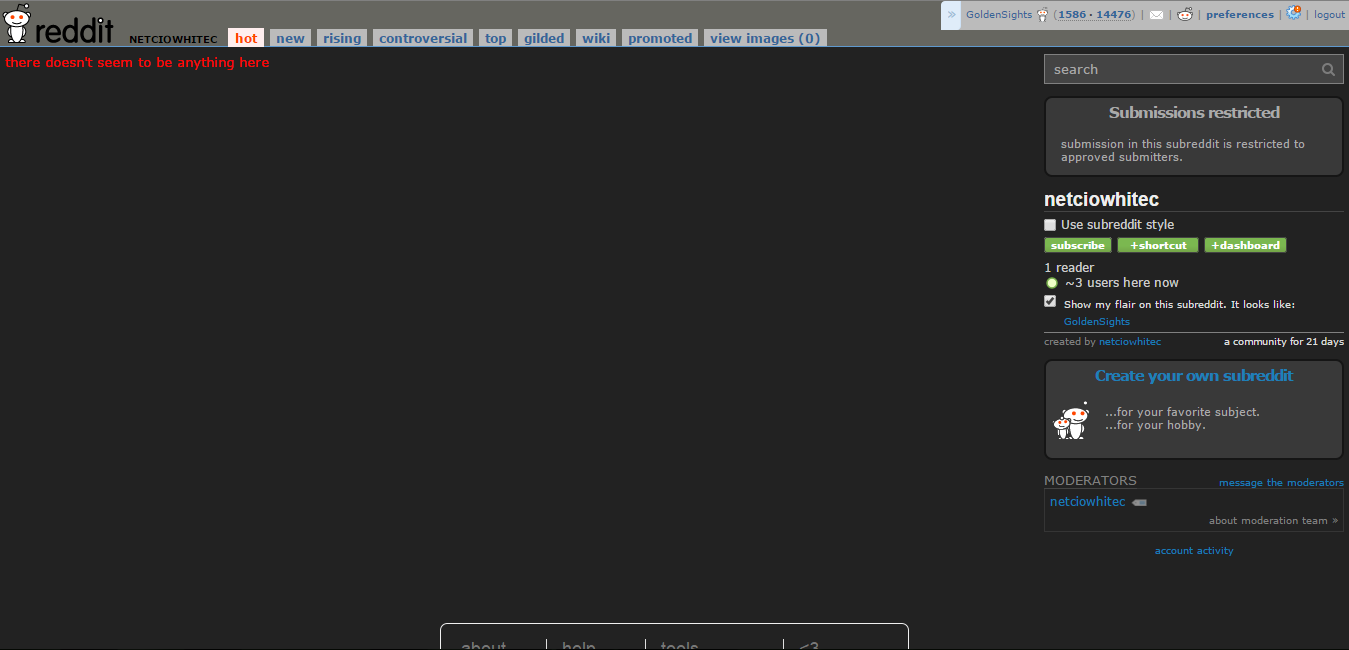 reddit NETCIOWHITEC hot new rising controversial top gilded wiki promoted view images (0)
» GoldenSights (1586 · 14476) | | | preferences | | logout
there doesn't seem to be anything here
search
Submissions restricted
submission in this subreddit is restricted to
approved submitters.
netciowhitec
Use subreddit style
subscribe +shortcut +dashboard
1 reader
~3 users here now
Show my flair on this subreddit. It looks like:
GoldenSights
created by netciowhitec a community for 21 days
Create your own subreddit
...for your favorite subject.
...for your hobby.
MODERATORS message the moderators
netciowhitec
about moderation team »
account activity
about help tools <3